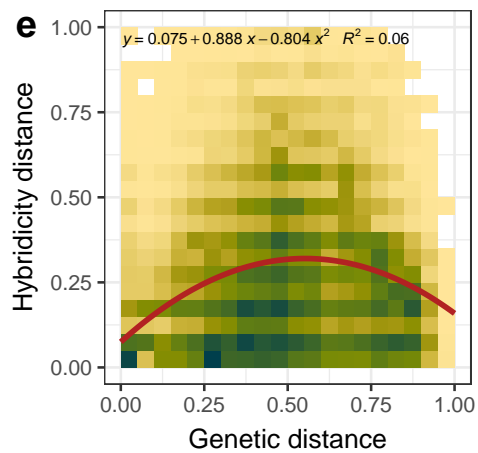 e
y = 0.075 + 0.888 x − 0.804 x² R² = 0.06
1.00
0.75
0.50
0.25
0.00
Hybridicity distance
0.00 0.25 0.50 0.75 1.00
Genetic distance